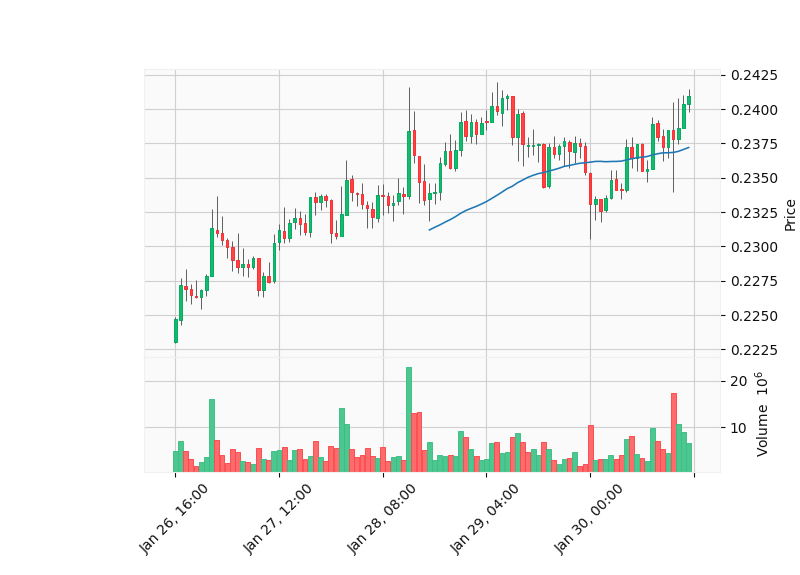 0.2425
0.2400
0.2375
0.2350
0.2325
0.2300
0.2275
0.2250
0.2225
Price
20
10
Volume 10^6
Jan 26, 16:00
Jan 27, 12:00
Jan 28, 08:00
Jan 29, 04:00
Jan 30, 00:00